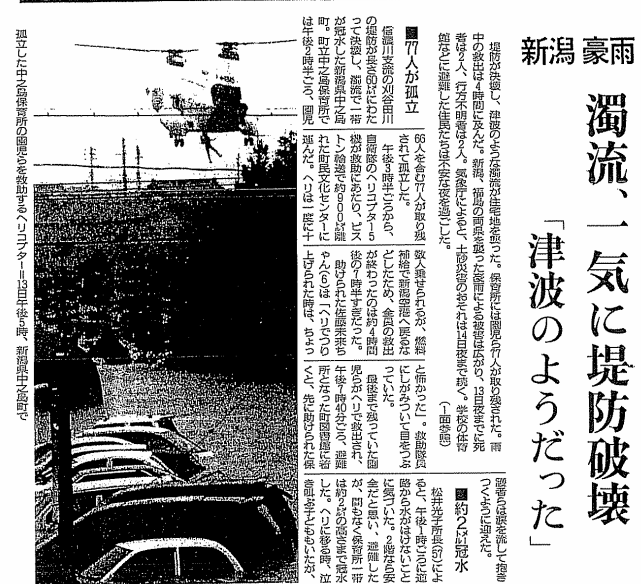 新潟 豪雨
濁流、一気に堤防破壊
「津波のようだった」
堤防が決壊し、津波のような濁流が住宅地を襲った。保育所には園児ら77人が取り残された。雨
中の救出は4時間に及んだ。新潟、福島の両県を襲った豪雨による被害は広がり、13日夜までに死
者は2人、行方不明者は2人。気象庁によると、土砂災害のおそれは14日夜まで続く。学校の体育
館などに避難した住民たちは不安な夜を過ごした。
(1面参照)
77人が孤立
信濃川支流の刈谷田川
の堤防が長さ60㍍にわた
って決壊し、濁流で一帯
が冠水した新潟県中之島
町。町立中之島保育所で
は午後2時半ごろ、園児
66人を含む77人が取り残
されて孤立した。
午後3時半ごろから、
自衛隊のヘリコプター5
機が救助にあたり、ピス
トン輸送で約900㍍離
れた町民文化センターに
運んだ。ヘリは一度に十
数人乗せられるが、燃料
補給で新潟空港へ戻るな
どしたため、全員の救出
が終わったのは約4時間
後の7時半すぎだった。
助けられた佐藤未来ち
ゃん(6)は「ヘリでつり
上げられた時は、ちょっ
と怖かった」。救助隊員
にしがみついて目をつぶ
っていた。
最後まで残っていた園
児らがヘリで救出され、
午後7時40分ごろ、避難
所となった町図書館に着
くと、先に助けられた保
護者らは涙を流して抱き
つくように迎えた。
約2㍍冠水
松井光子所長(57)によ
ると、午後1時ごろに道
路から水がはけないこと
に気づいた。2階なら安
全だと思い、避難した
が、間もなく保育所一帯
は約2㍍の高さまで冠水
した。ヘリに移る時、泣
き叫ぶ子どももいたが、
孤立した中之島保育所の園児らを救助するヘリコプター=13日午後5時、新潟県中之島町で